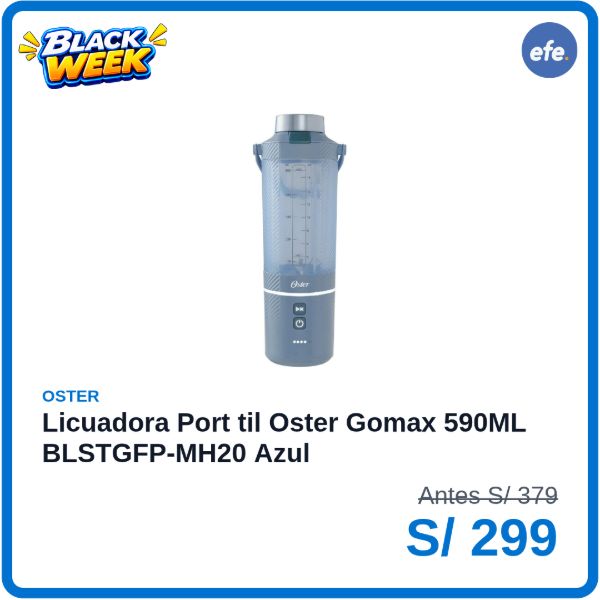 BLACK
WEEK
efe.
Oster
OSTER
Licuadora Port til Oster Gomax 590ML
BLSTGFP-MH20 Azul
Antes S/ 379
S/ 299